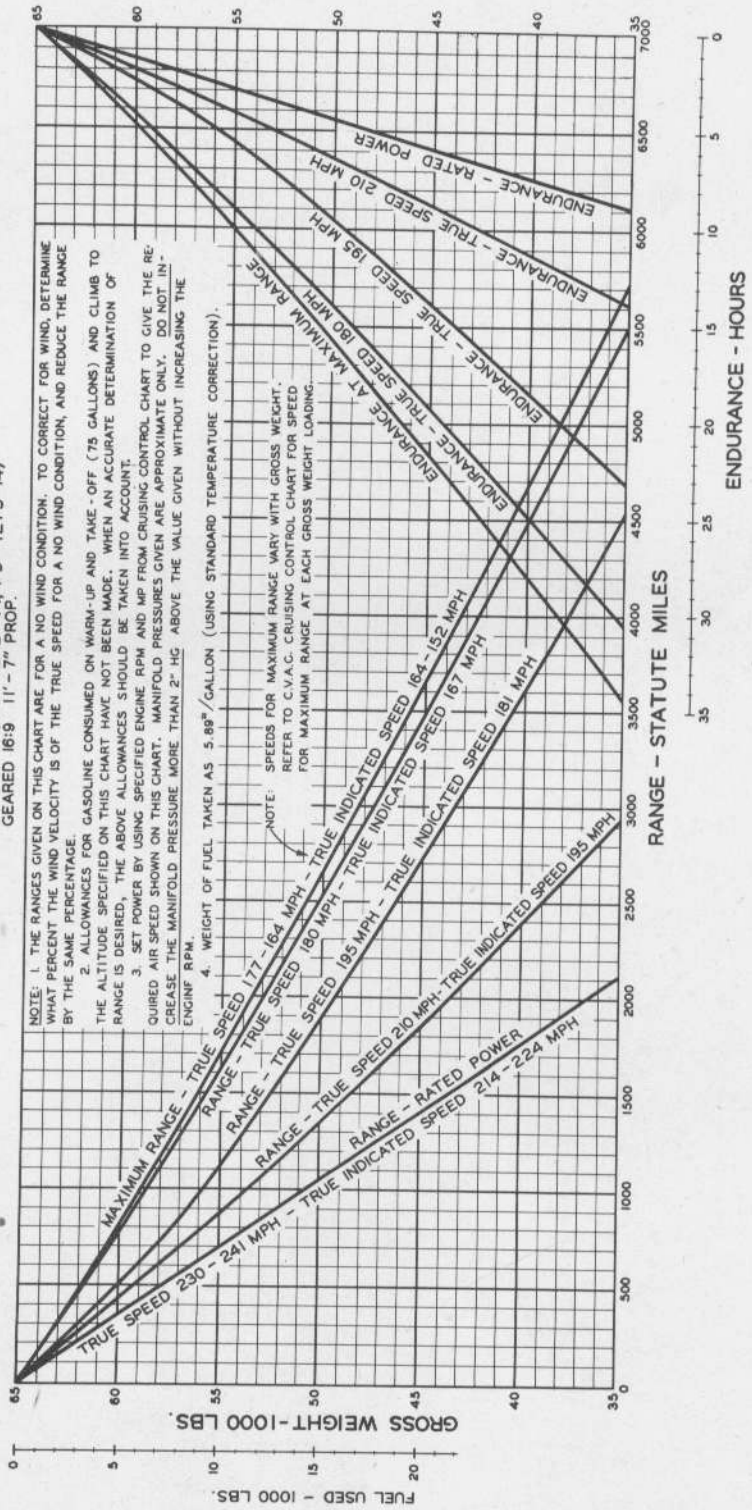 GEARED 16:9 11'-7" PROP.
NOTE: 1. THE RANGES GIVEN ON THIS CHART ARE FOR A NO WIND CONDITION. TO CORRECT FOR WIND, DETERMINE
WHAT PERCENT THE WIND VELOCITY IS OF THE TRUE SPEED FOR A NO WIND CONDITION, AND REDUCE THE RANGE
BY THE SAME PERCENTAGE.
2. ALLOWANCES FOR GASOLINE CONSUMED ON WARM-UP AND TAKE-OFF (75 GALLONS) AND CLIMB TO
THE ALTITUDE SPECIFIED ON THIS CHART HAVE NOT BEEN MADE. WHEN AN ACCURATE DETERMINATION OF
RANGE IS DESIRED, THE ABOVE ALLOWANCES SHOULD BE TAKEN INTO ACCOUNT.
3. SET POWER BY USING SPECIFIED ENGINE RPM AND MP FROM CRUISING CONTROL CHART TO GIVE THE RE-
QUIRED AIR SPEED SHOWN ON THIS CHART. MANIFOLD PRESSURES GIVEN ARE APPROXIMATE ONLY. DO NOT IN-
CREASE THE MANIFOLD PRESSURE MORE THAN 2" HG ABOVE THE VALUE GIVEN WITHOUT INCREASING THE
ENGINE RPM.
4. WEIGHT OF FUEL TAKEN AS 5.89#/GALLON (USING STANDARD TEMPERATURE CORRECTION).
NOTE: SPEEDS FOR MAXIMUM RANGE VARY WITH GROSS WEIGHT.
REFER TO C.V.A.C. CRUISING CONTROL CHART FOR SPEED
FOR MAXIMUM RANGE AT EACH GROSS WEIGHT LOADING.
MAXIMUM RANGE - TRUE SPEED 177-164 MPH - TRUE INDICATED SPEED 164-152 MPH
RANGE - TRUE SPEED 180 MPH - TRUE INDICATED SPEED 167 MPH
RANGE - TRUE SPEED 195 MPH - TRUE INDICATED SPEED 181 MPH
RANGE - TRUE SPEED 210 MPH - TRUE INDICATED SPEED 195 MPH
RANGE - RATED POWER
TRUE SPEED 230 - 241 MPH - TRUE INDICATED SPEED 214 - 224 MPH
ENDURANCE AT MAXIMUM RANGE
ENDURANCE - TRUE SPEED 180 MPH
ENDURANCE - TRUE SPEED 195 MPH
ENDURANCE - TRUE SPEED 210 MPH
ENDURANCE - RATED POWER
FUEL USED - 1000 LBS.
0 5 10 15 20
GROSS WEIGHT - 1000 LBS.
65 60 55 50 45 40 35
65 60 55 50 45 40 35
0 500 1000 1500 2000 2500 3000 3500 4000 4500 5000 5500 6000 6500 7000
RANGE - STATUTE MILES
35 30 25 20 15 10 5 0
ENDURANCE - HOURS